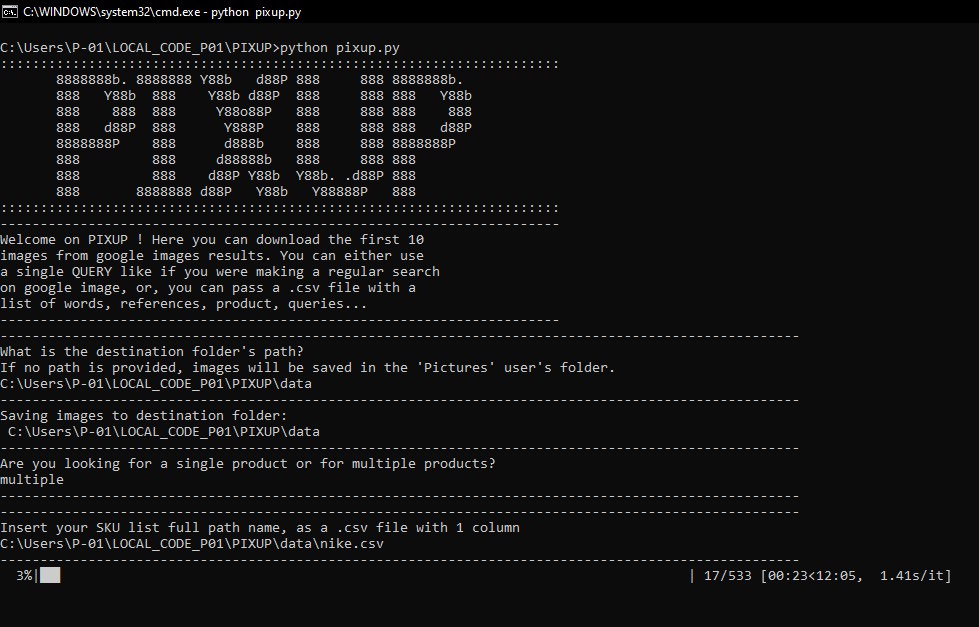 C:\WINDOWS\system32\cmd.exe - python  pixup.py
C:\Users\P-01\LOCAL_CODE_P01\PIXUP>python pixup.py
::::::::::::::::::::::::::::::::::::::::::::::::::::::::::::::::::::::
       8888888b. 8888888 Y88b   d88P 888     888 8888888b.
       888   Y88b  888    Y88b d88P  888     888 888   Y88b
       888    888  888     Y88o88P   888     888 888    888
       888   d88P  888      Y888P    888     888 888   d88P
       8888888P    888      d888b    888     888 8888888P
       888         888     d88888b   888     888 888
       888         888    d88P Y88b  Y88b. .d88P 888
       888       8888888 d88P   Y88b   Y88888P   888
::::::::::::::::::::::::::::::::::::::::::::::::::::::::::::::::::::::
----------------------------------------------------------------------
Welcome on PIXUP ! Here you can download the first 10
images from google images results. You can either use
a single QUERY like if you were making a regular search
on google image, or, you can pass a .csv file with a
list of words, references, product, queries...
----------------------------------------------------------------------
----------------------------------------------------------------------------------------------------
What is the destination folder's path?
If no path is provided, images will be saved in the 'Pictures' user's folder.
C:\Users\P-01\LOCAL_CODE_P01\PIXUP\data
----------------------------------------------------------------------------------------------------
Saving images to destination folder:
 C:\Users\P-01\LOCAL_CODE_P01\PIXUP\data
----------------------------------------------------------------------------------------------------
Are you looking for a single product or for multiple products?
multiple
----------------------------------------------------------------------------------------------------
----------------------------------------------------------------------------------------------------
Insert your SKU list full path name, as a .csv file with 1 column
C:\Users\P-01\LOCAL_CODE_P01\PIXUP\data\nike.csv
----------------------------------------------------------------------------------------------------
  3%|██ | 17/533 [00:23<12:05,  1.41s/it]